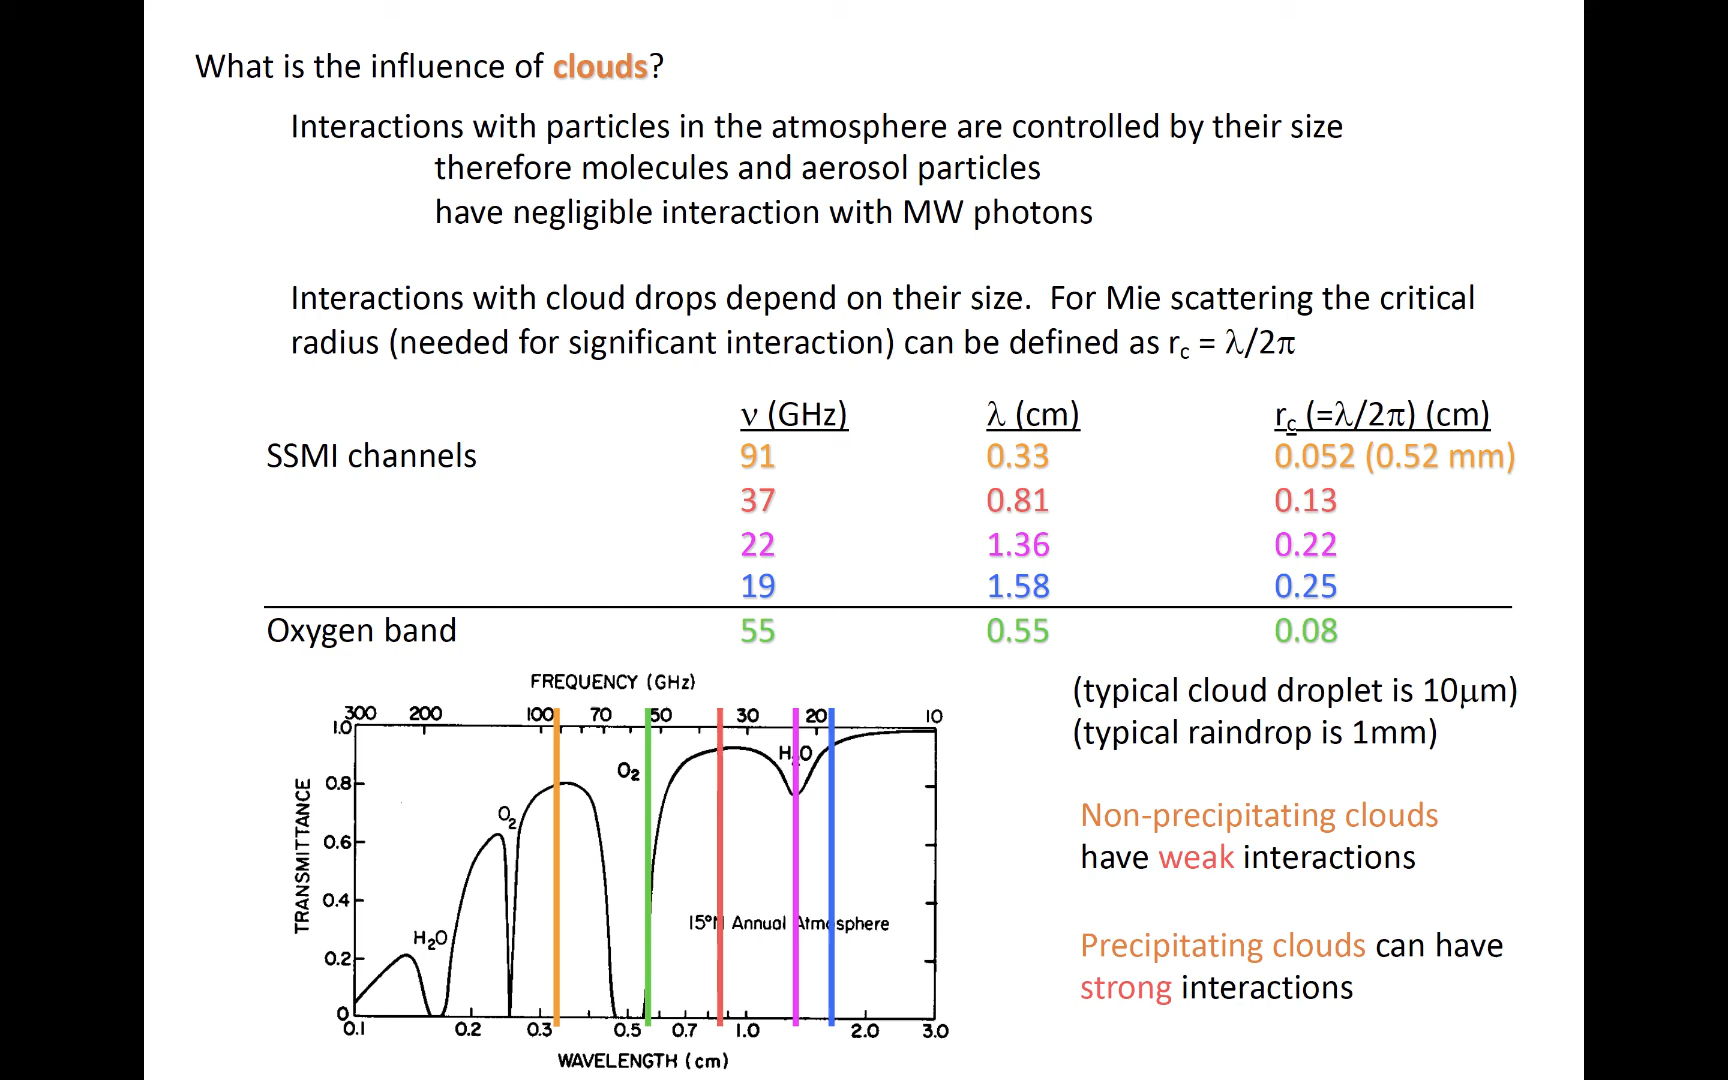 What is the influence of clouds?
Interactions with particles in the atmosphere are controlled by their size
therefore molecules and aerosol particles
have negligible interaction with MW photons
Interactions with cloud drops depend on their size. For Mie scattering the critical
radius (needed for significant interaction) can be defined as rc = λ/2π
ν (GHz) λ (cm) rc (=λ/2π) (cm)
SSMI channels 91 0.33 0.052 (0.52 mm)
37 0.81 0.13
22 1.36 0.22
19 1.58 0.25
Oxygen band 55 0.55 0.08
FREQUENCY (GHz)
300 200 100 70 50 30 20 10
1.0
0.8
0.6
0.4
0.2
0
TRANSMITTANCE
H2O
O2
O2
H2O
15°N Annual Atmosphere
0.1 0.2 0.3 0.5 0.7 1.0 2.0 3.0
WAVELENGTH (cm)
(typical cloud droplet is 10μm)
(typical raindrop is 1mm)
Non-precipitating clouds
have weak interactions
Precipitating clouds can have
strong interactions